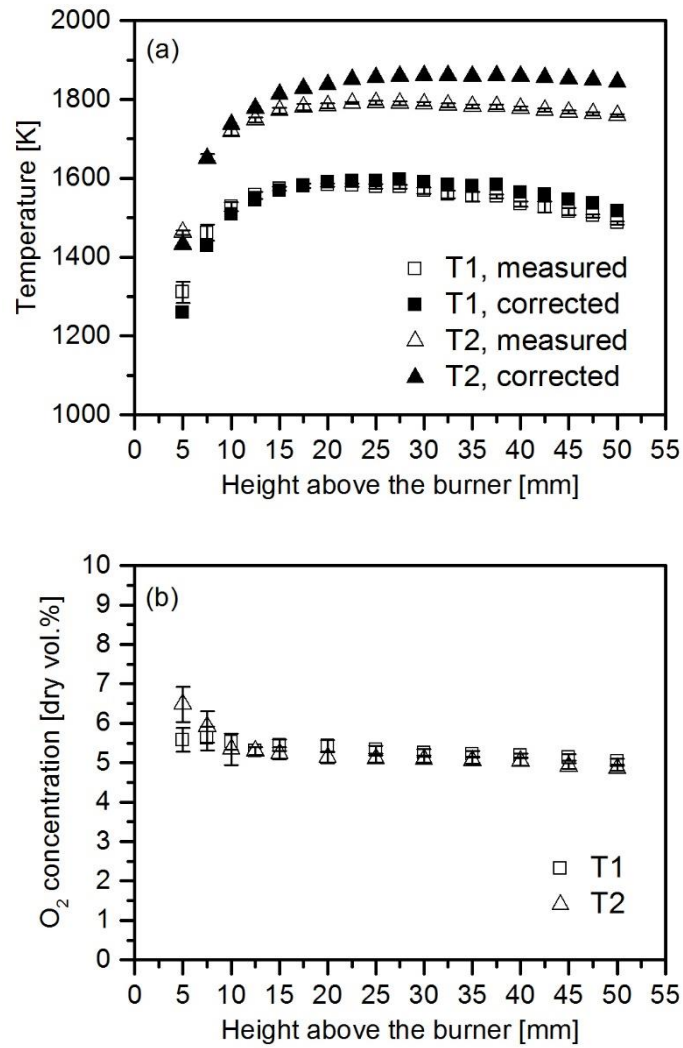 (a)
Temperature [K]
2000
1800
1600
1400
1200
1000
T1, measured
T1, corrected
T2, measured
T2, corrected
0 5 10 15 20 25 30 35 40 45 50 55
Height above the burner [mm]
(b)
O2 concentration [dry vol.%]
10
9
8
7
6
5
4
3
2
1
0
T1
T2
0 5 10 15 20 25 30 35 40 45 50 55
Height above the burner [mm]